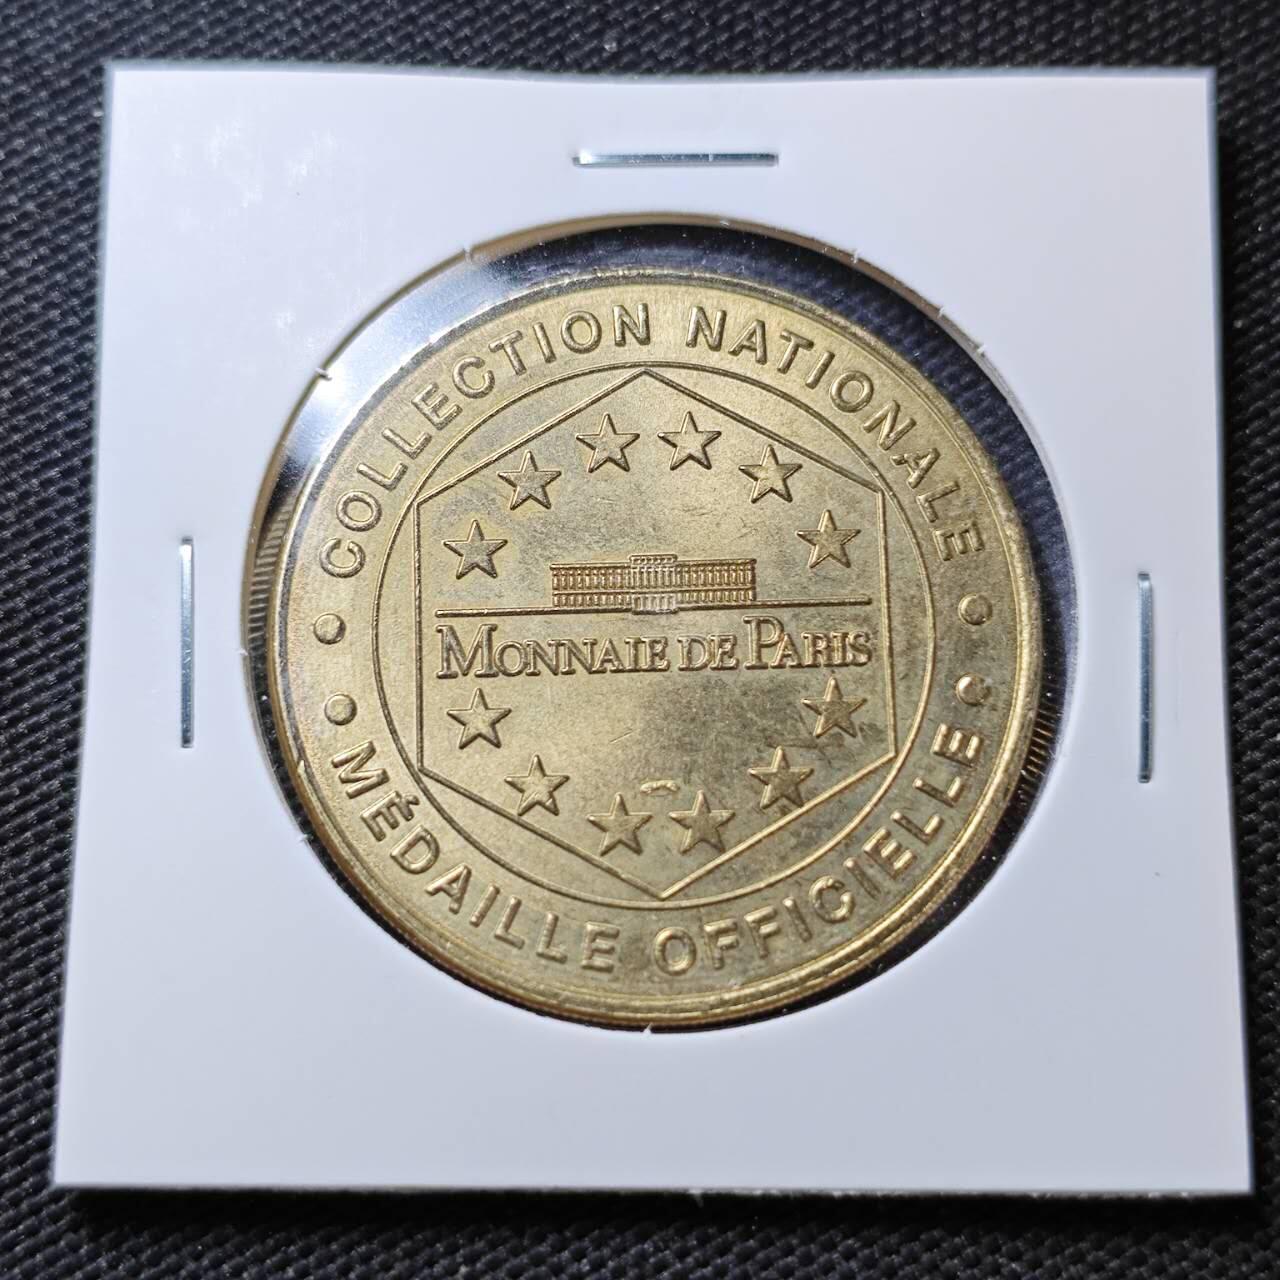 COLLECTION NATIONALE
MONNAIE DE PARIS
MÉDAILLE OFFICIELLE